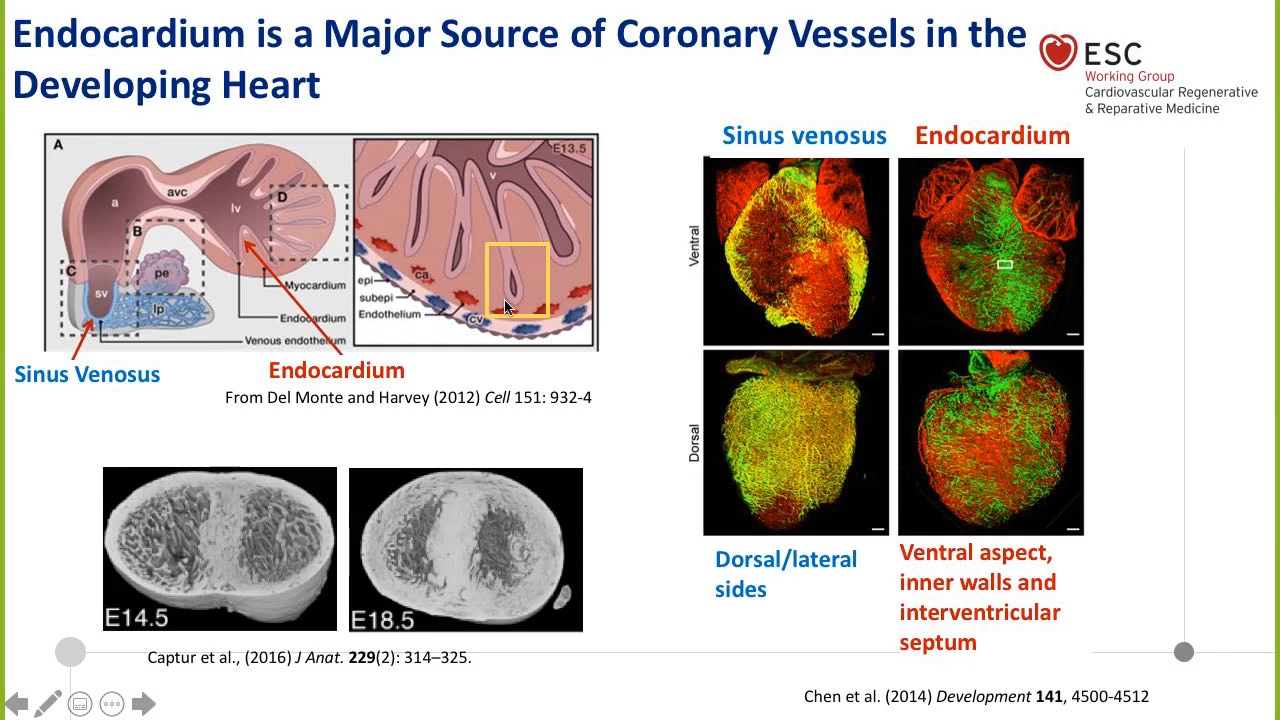 Endocardium is a Major Source of Coronary Vessels in the
Developing Heart
ESC
Working Group
Cardiovascular Regenerative
& Reparative Medicine
A
a
avc
lv
D
B
C
pe
sv
lp
Myocardium
Endocardium
Venous endothelium
E13.5
v
ca
epi
subepi
Endothelium
cv
Sinus Venosus
Endocardium
From Del Monte and Harvey (2012) Cell 151: 932-4
E14.5
E18.5
Captur et al., (2016) J Anat. 229(2): 314–325.
Sinus venosus
Endocardium
Ventral
Dorsal
Dorsal/lateral
sides
Ventral aspect,
inner walls and
interventricular
septum
Chen et al. (2014) Development 141, 4500-4512